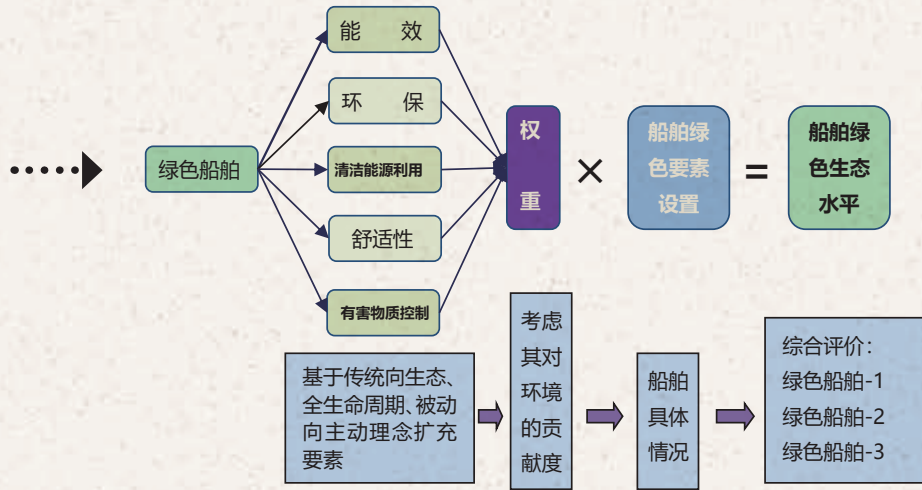 能 效
环 保
绿色船舶
清洁能源利用
舒适性
有害物质控制
权
重
×
船舶绿
色要素
设置
=
船舶绿
色生态
水平
基于传统向生态、
全生命周期、被动
向主动理念扩充
要素
考虑
其对
环境
的贡
献度
船舶
具体
情况
综合评价：
绿色船舶-1
绿色船舶-2
绿色船舶-3